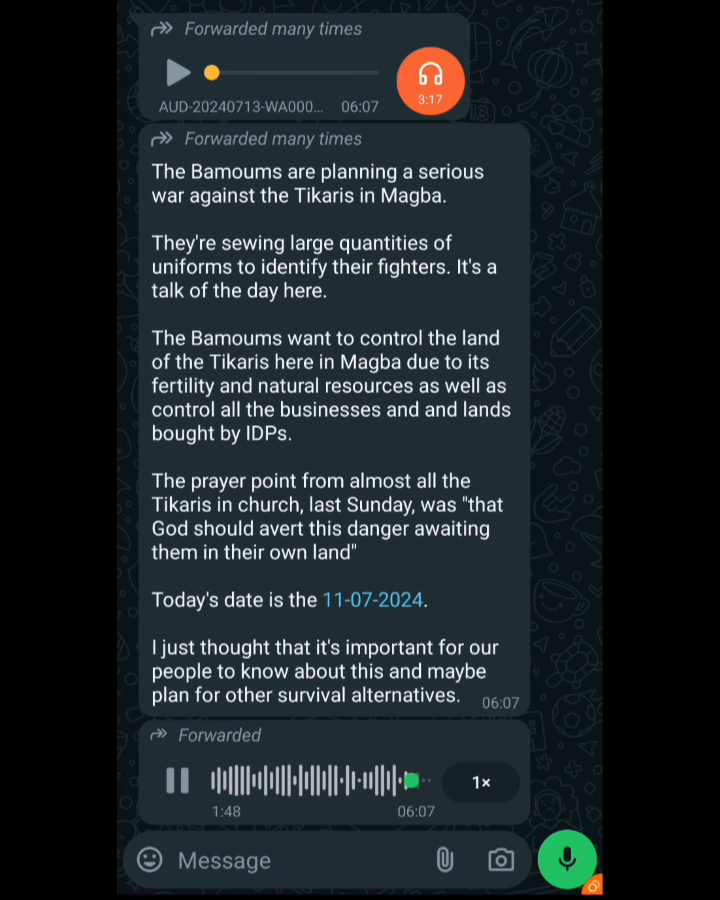 Forwarded many times
AUD-20240713-WA000... 06:07
3:17
Forwarded many times
The Bamoums are planning a serious
war against the Tikaris in Magba.
They're sewing large quantities of
uniforms to identify their fighters. It's a
talk of the day here.
The Bamoums want to control the land
of the Tikaris here in Magba due to its
fertility and natural resources as well as
control all the businesses and and lands
bought by IDPs.
The prayer point from almost all the
Tikaris in church, last Sunday, was "that
God should avert this danger awaiting
them in their own land"
Today's date is the 11-07-2024.
I just thought that it's important for our
people to know about this and maybe
plan for other survival alternatives. 06:07
Forwarded
1×
1:48 06:07
Message